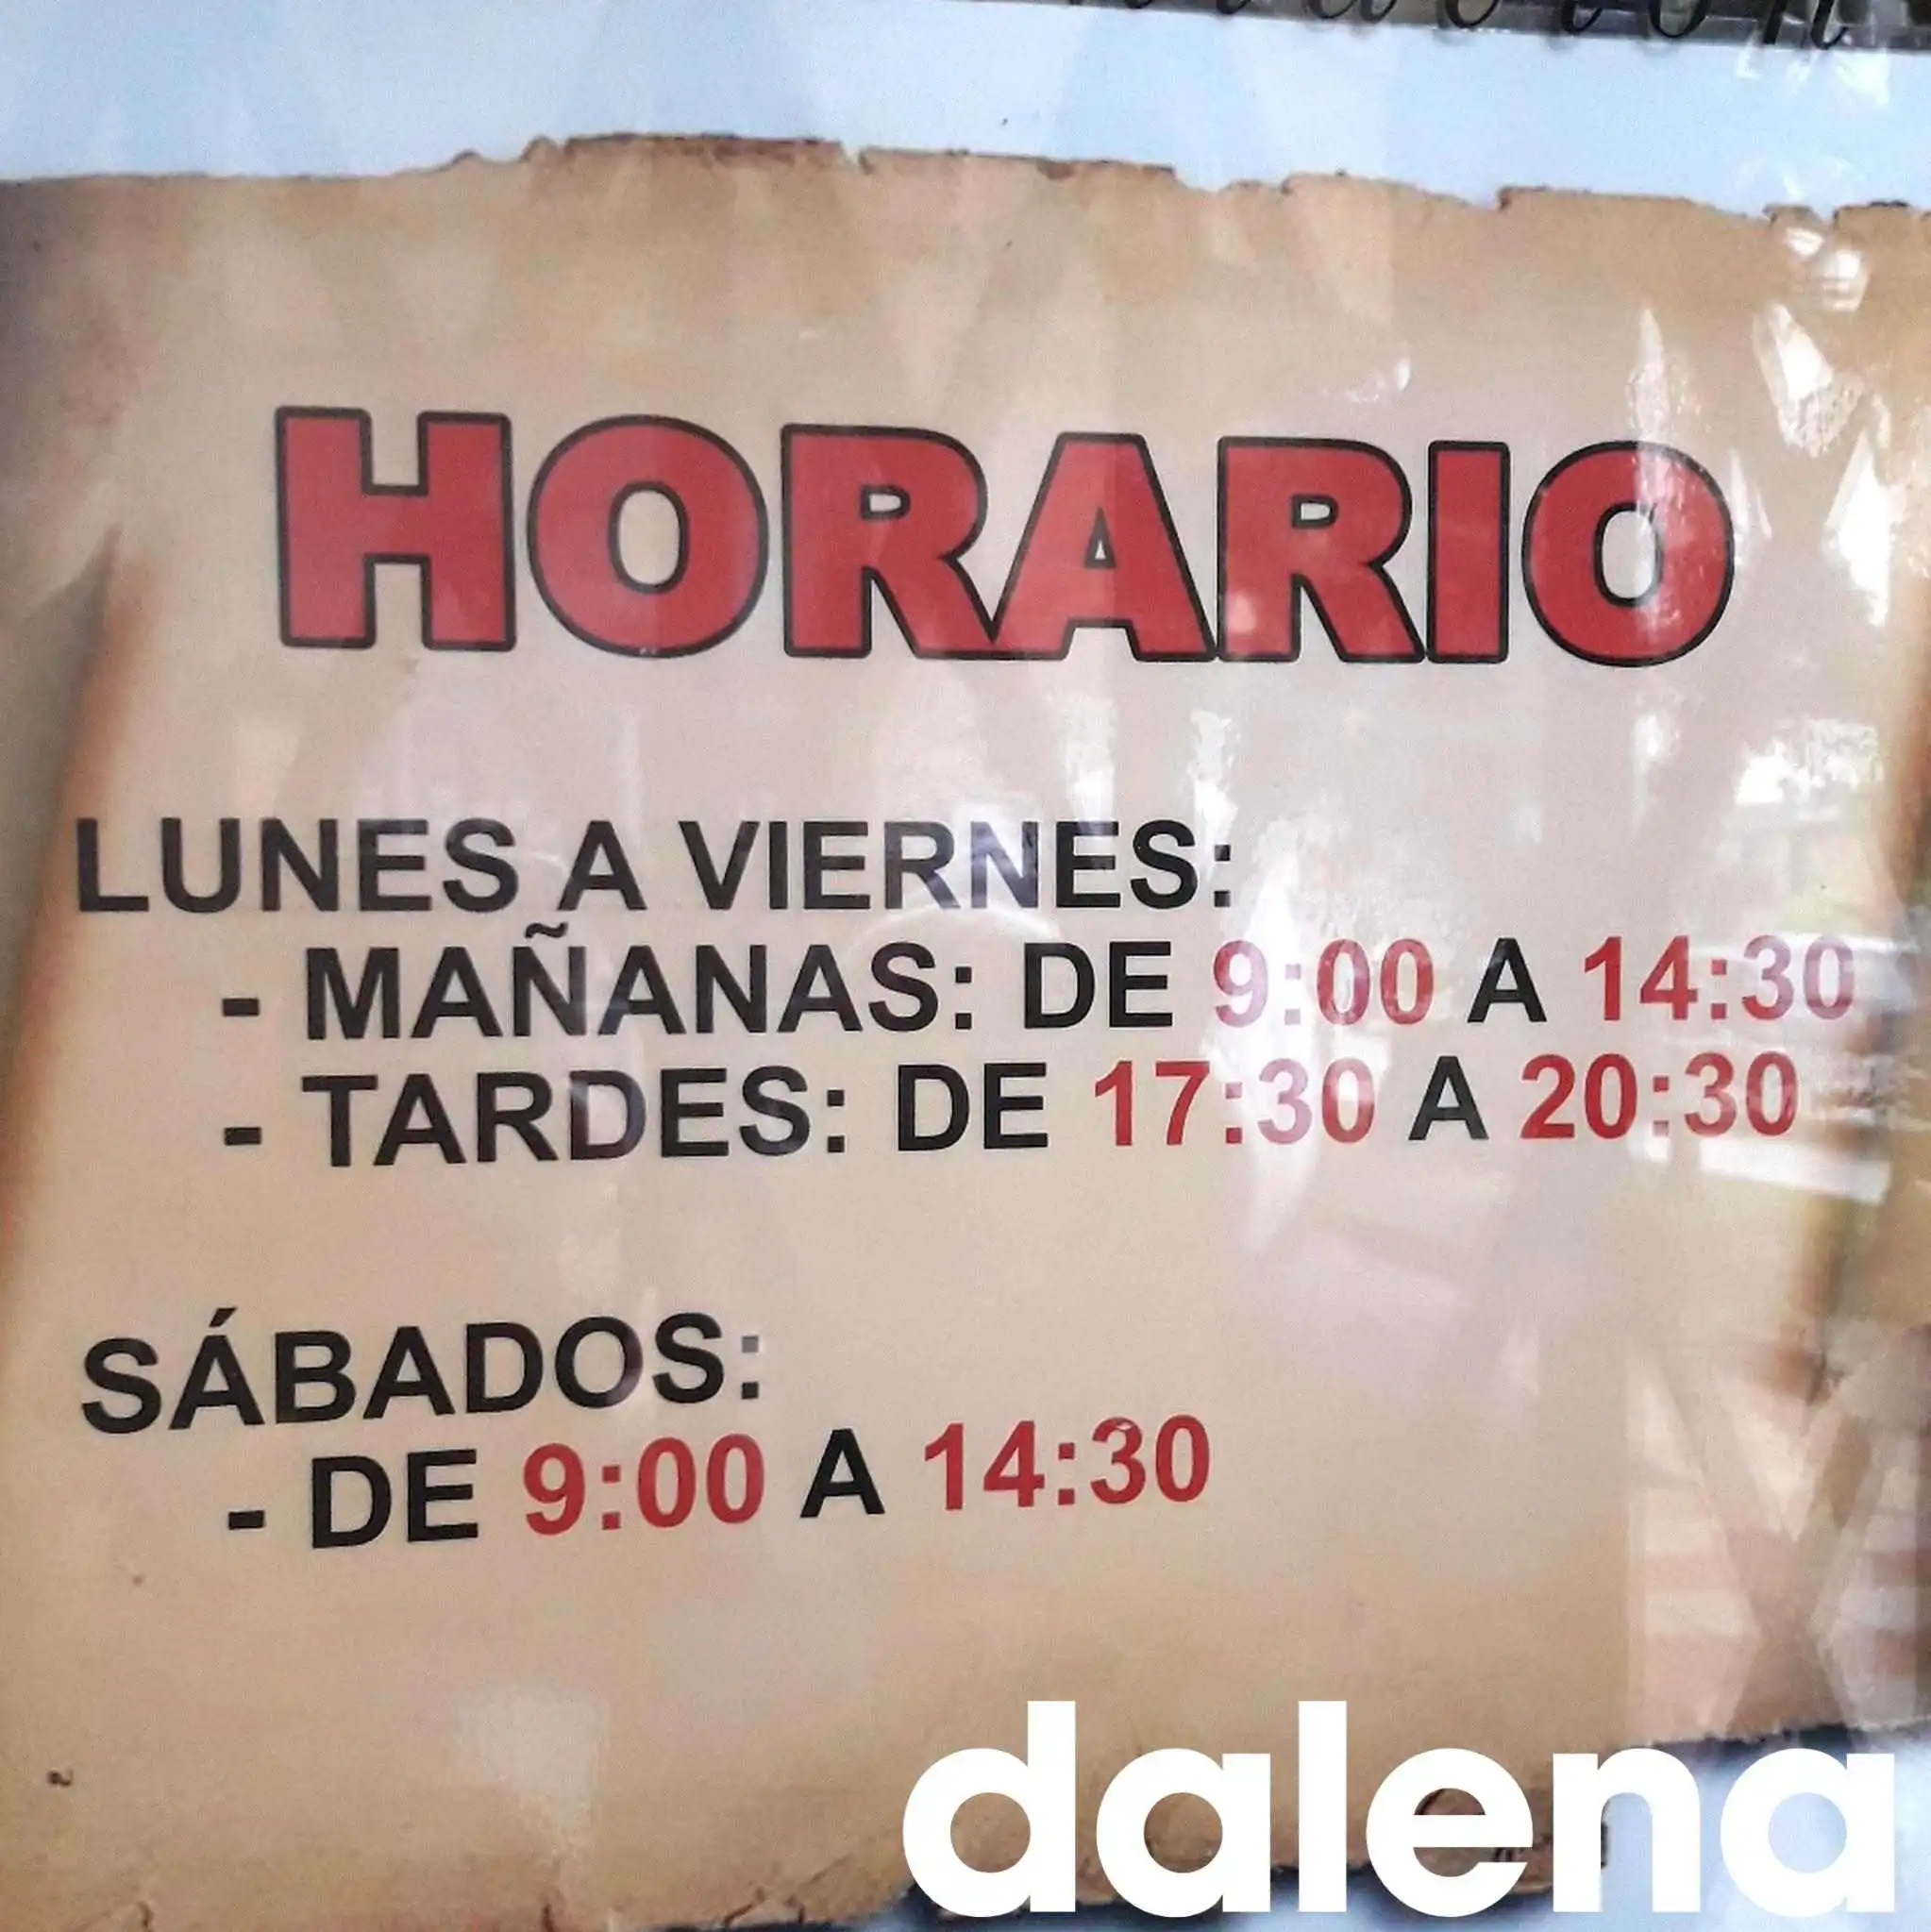 HORARIO
LUNES A VIERNES:
- MAÑANAS: DE 9:00 A 14:30
- TARDES: DE 17:30 A 20:30
SÁBADOS:
- DE 9:00 A 14:30
dalena